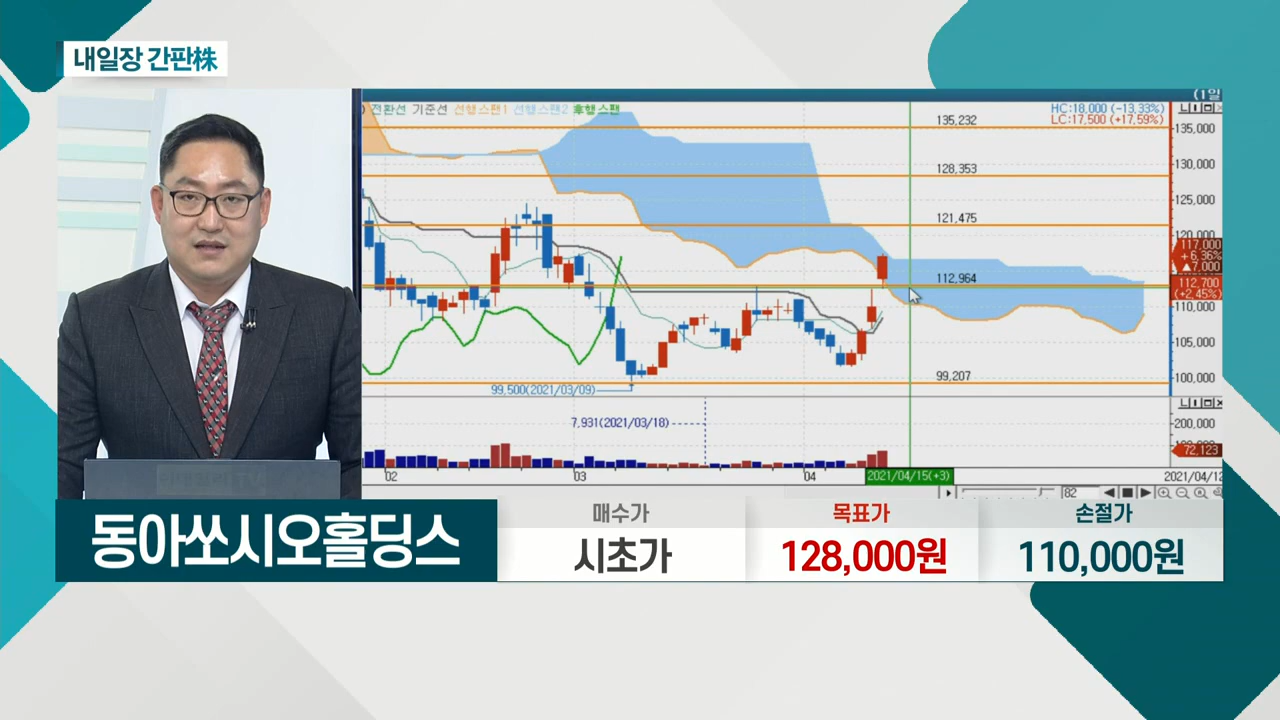 내일장 간판株
(1일
전환선 기준선 선행스팬1 선행스팬2 후행스팬
HC:18,000 (-13,33%)
LC:17,500 (+17,59%)
135,232
135,000
130,000
128,353
125,000
121,475
120,000
117,000
+6,36%
▲7,000
112,964
112,700
(+2,45%)
110,000
105,000
100,000
99,207
99,500(2021/03/09)
7,931(2021/03/18)
200,000
72,123
02
03
04
2021/04/15(+3)
2021/04/12
82
동아쏘시오홀딩스
매수가
시초가
목표가
128,000원
손절가
110,000원